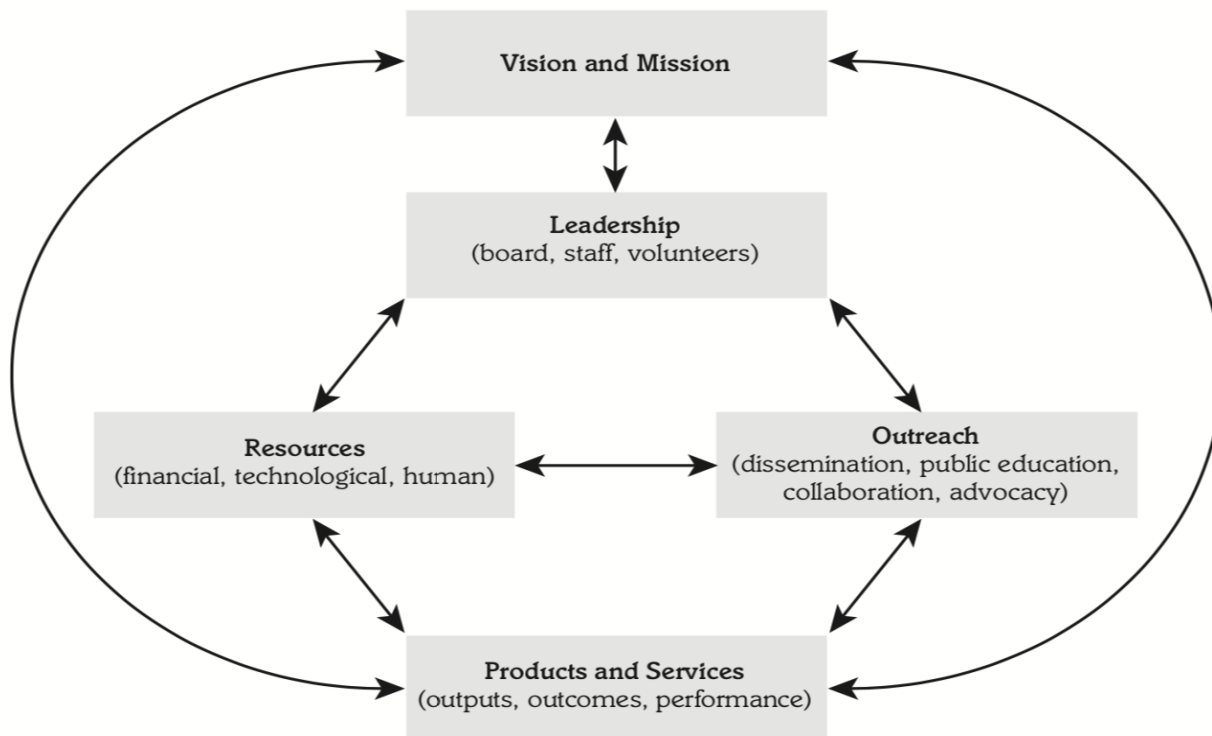 Vision and Mission
Leadership
(board, staff, volunteers)
Resources
(financial, technological, human)
Outreach
(dissemination, public education,
collaboration, advocacy)
Products and Services
(outputs, outcomes, performance)